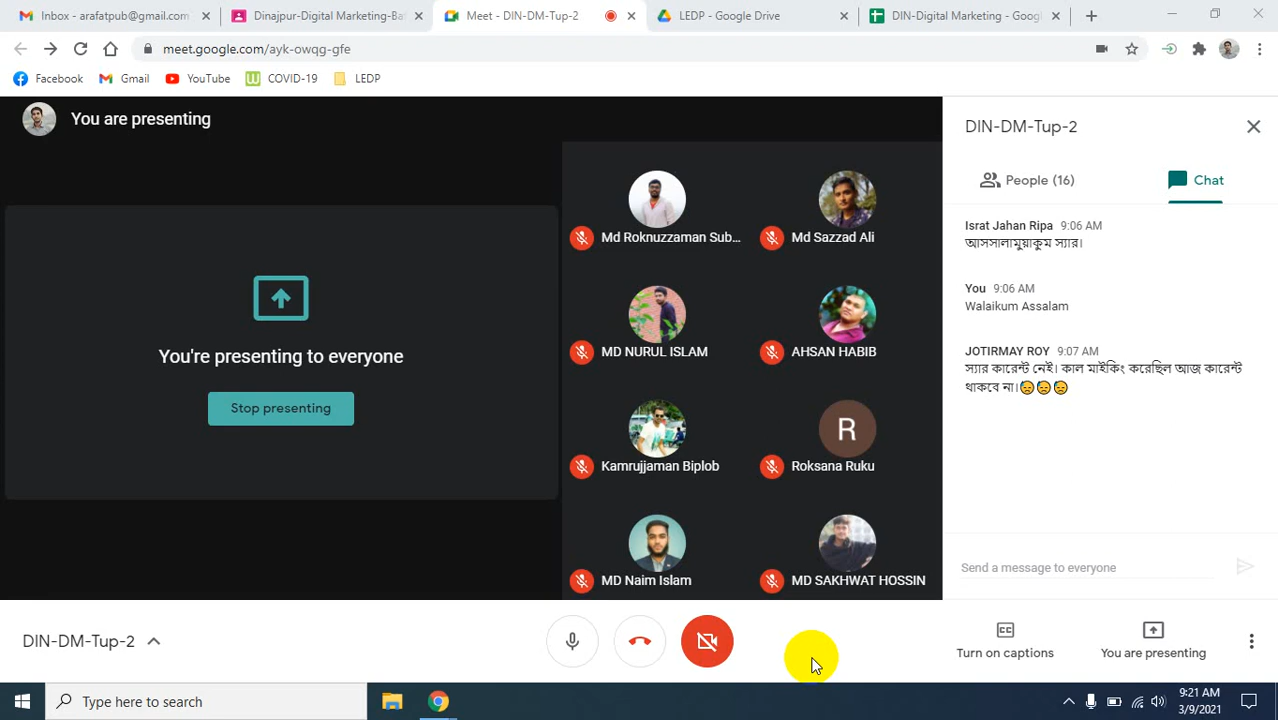 Inbox - arafatpub@gmail.com
Dinajpur-Digital Marketing-Ba
Meet - DIN-DM-Tup-2
LEDP - Google Drive
DIN-Digital Marketing - Goog
meet.google.com/ayk-owqg-gfe
Facebook
Gmail
YouTube
COVID-19
LEDP
You are presenting
DIN-DM-Tup-2
People (16)
Chat
You're presenting to everyone
Stop presenting
Md Roknuzzaman Sub...
Md Sazzad Ali
MD NURUL ISLAM
AHSAN HABIB
Kamrujjaman Biplob
R
Roksana Ruku
MD Naim Islam
MD SAKHWAT HOSSIN
Israt Jahan Ripa 9:06 AM
আসসালামুয়াকুম স্যার।
You 9:06 AM
Walaikum Assalam
JOTIRMAY ROY 9:07 AM
স্যার কারেন্ট নেই। কাল মাইকিং করেছিল আজ কারেন্ট
থাকবে না।😓😓😓
Send a message to everyone
DIN-DM-Tup-2
Turn on captions
You are presenting
Type here to search
9:21 AM
3/9/2021